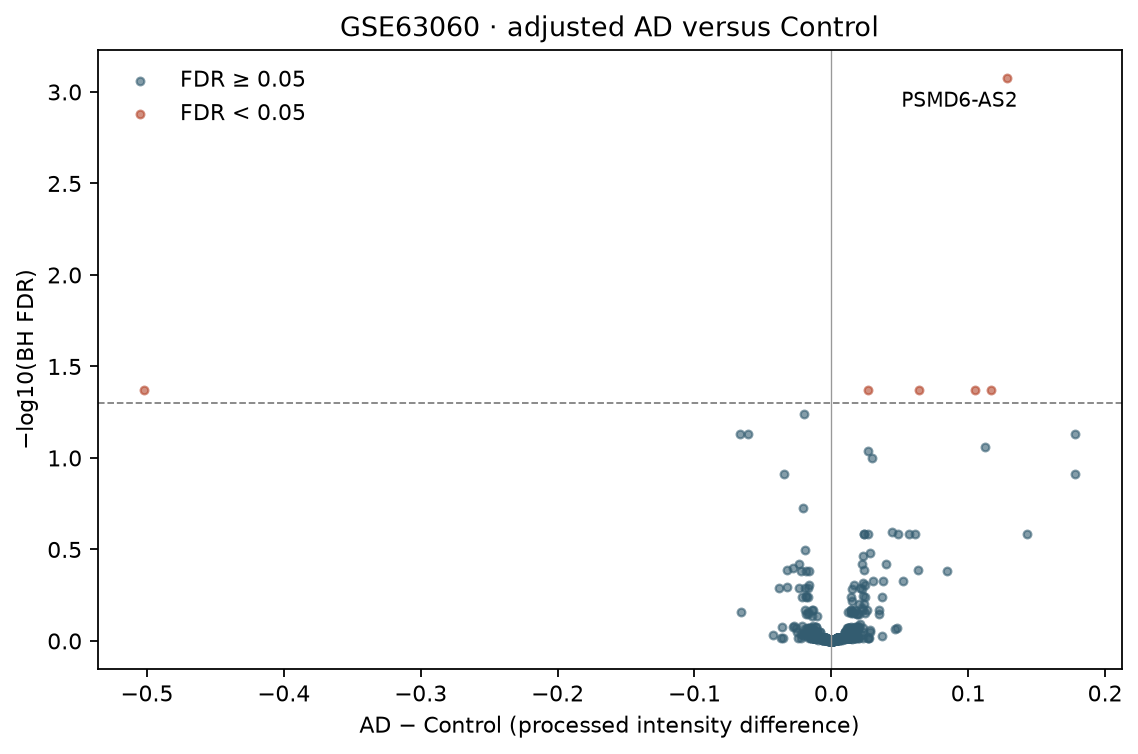 GSE63060 · adjusted AD versus Control
FDR ≥ 0.05
FDR < 0.05
PSMD6-AS2
3.0
2.5
2.0
1.5
1.0
0.5
0.0
−log10(BH FDR)
−0.5 −0.4 −0.3 −0.2 −0.1 0.0 0.1 0.2
AD − Control (processed intensity difference)